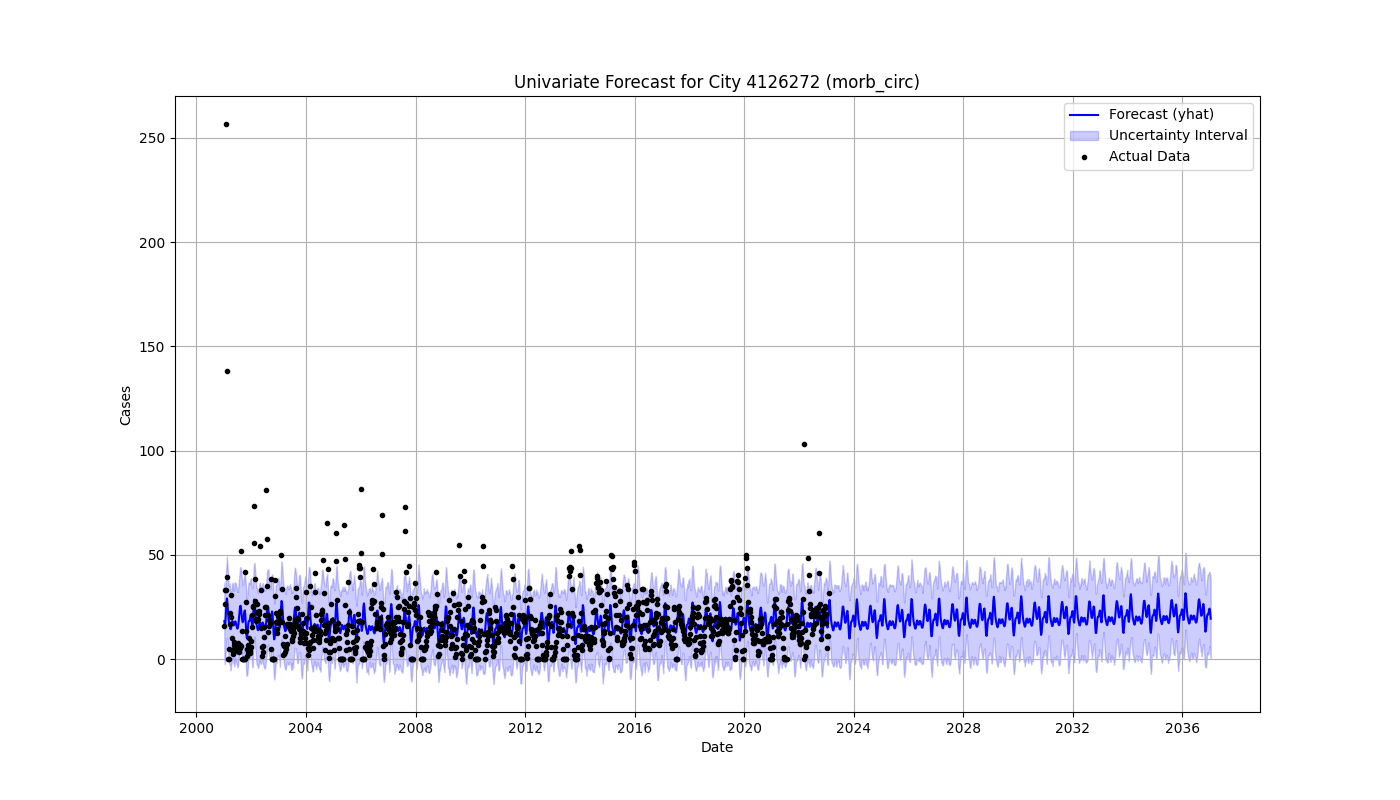 Univariate Forecast for City 4126272 (morb_circ)
Forecast (yhat)
Uncertainty Interval
Actual Data
Cases
250
200
150
100
50
0
2000 2004 2008 2012 2016 2020 2024 2028 2032 2036
Date